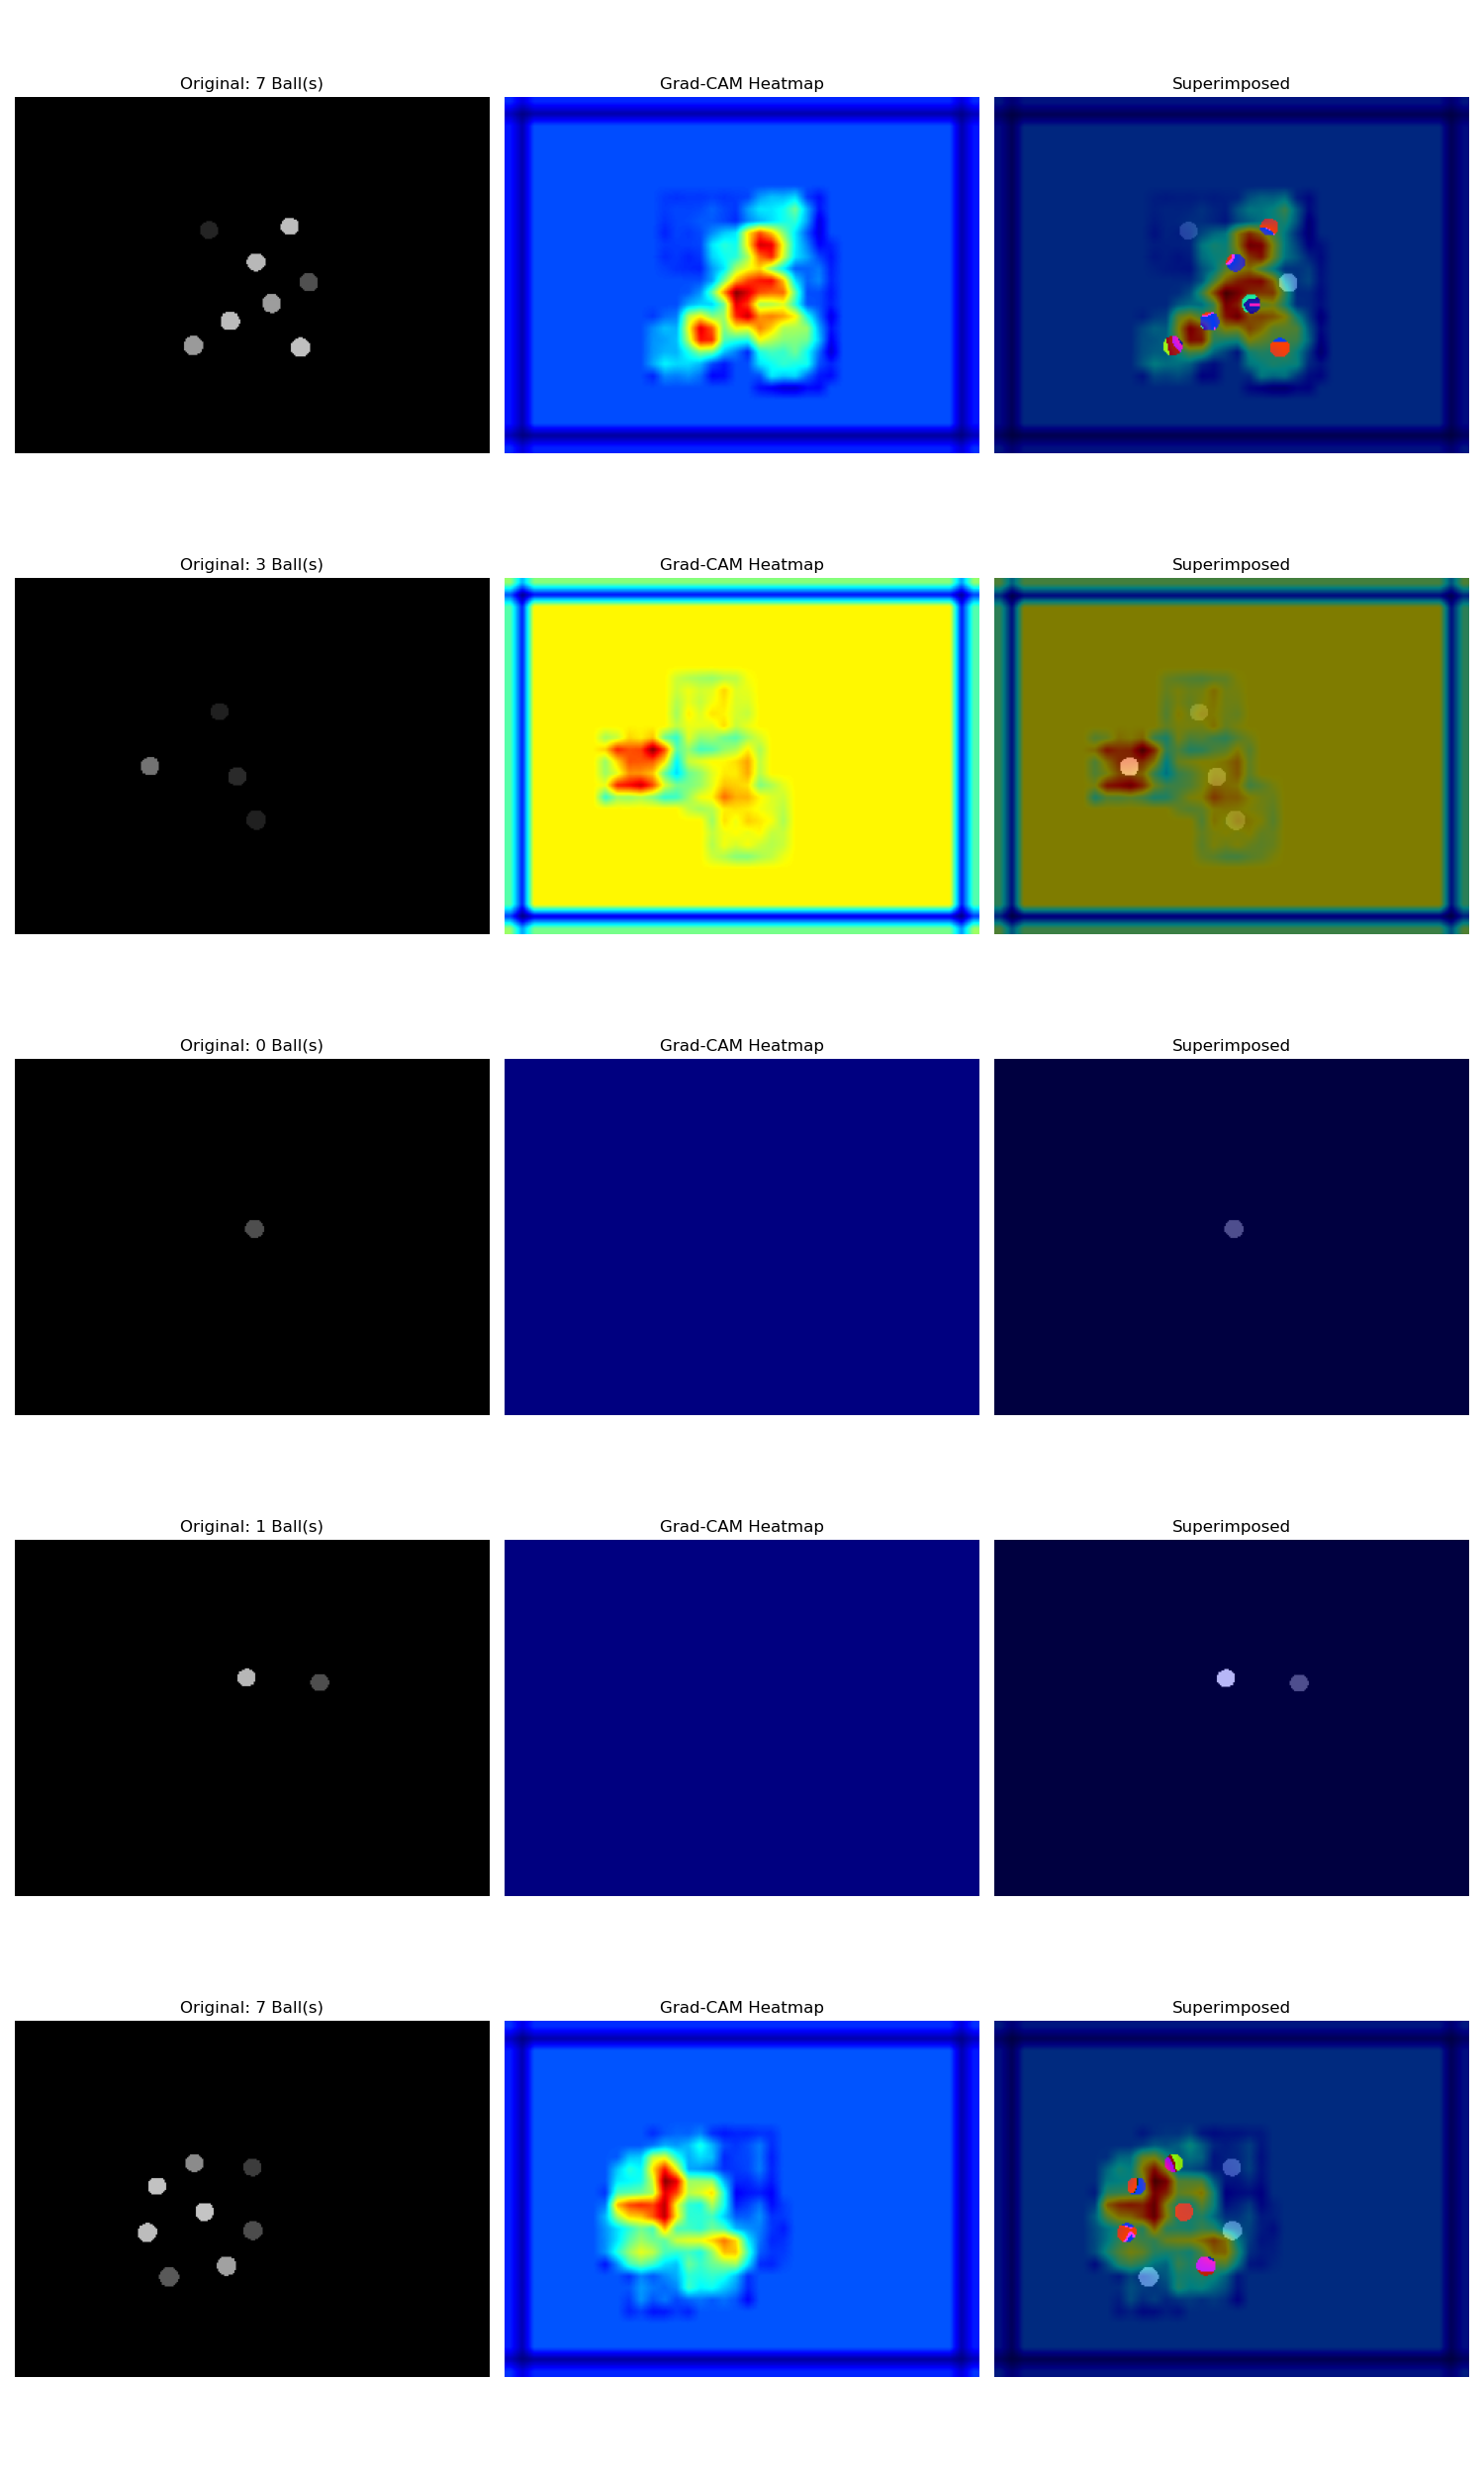 Original: 7 Ball(s) Grad-CAM Heatmap Superimposed
Original: 3 Ball(s) Grad-CAM Heatmap Superimposed
Original: 0 Ball(s) Grad-CAM Heatmap Superimposed
Original: 1 Ball(s) Grad-CAM Heatmap Superimposed
Original: 7 Ball(s) Grad-CAM Heatmap Superimposed